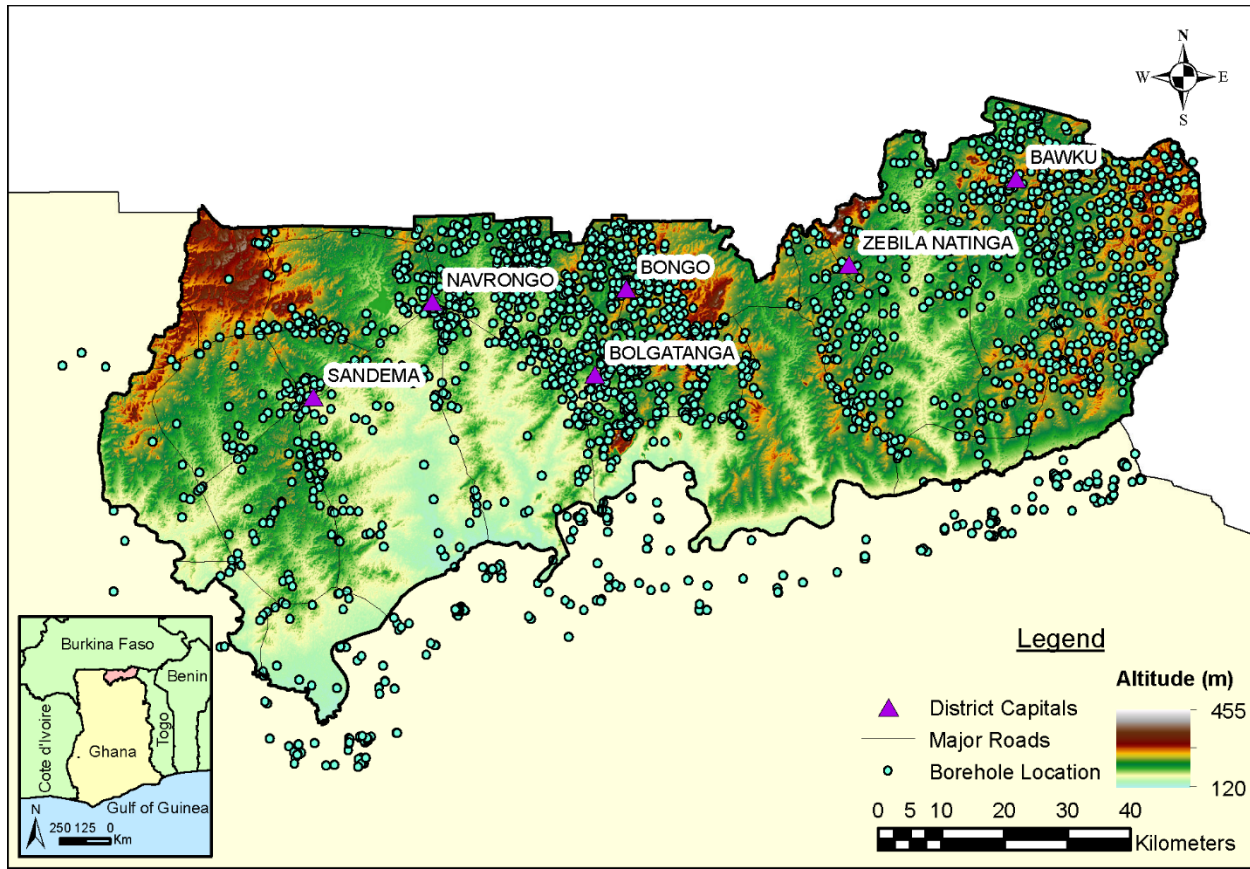 N
W E
S
BAWKU
ZEBILA NATINGA
BONGO
NAVRONGO
BOLGATANGA
SANDEMA
Burkina Faso
Benin
Togo
Cote d'Ivoire
Ghana
Gulf of Guinea
N
250 125 0
Km
Legend
Altitude (m)
455
120
District Capitals
Major Roads
Borehole Location
0 5 10 20 30 40
Kilometers